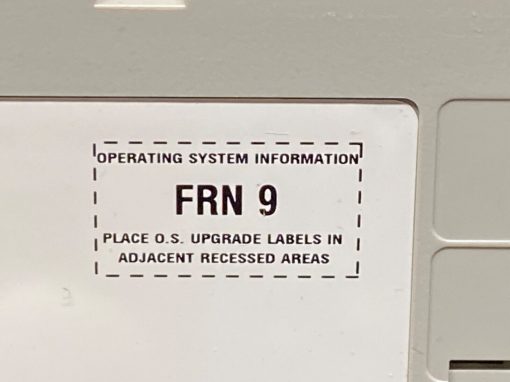 OPERATING SYSTEM INFORMATION
FRN 9
PLACE O.S. UPGRADE LABELS IN
ADJACENT RECESSED AREAS